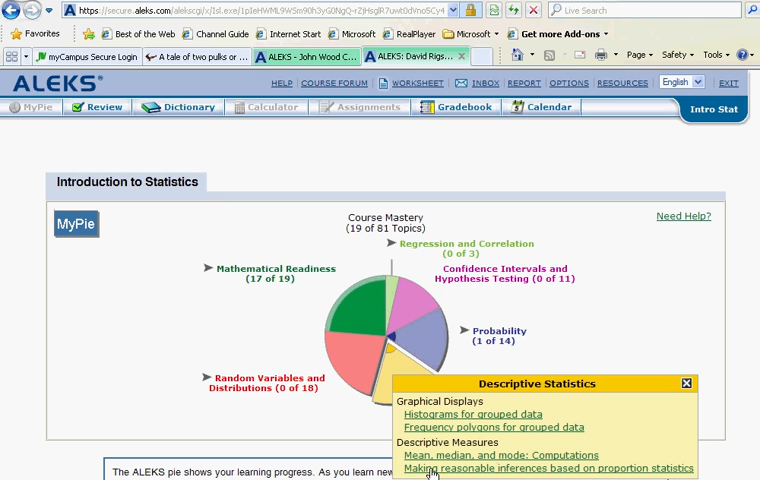 https://secure.aleks.com/alekscgi/x/Isl.exe/
Live Search
Favorites Best of the Web Channel Guide Internet Start Microsoft RealPlayer Microsoft Get more Add-ons
myCampus Secure Login A tale of two pulks or ... ALEKS - John Wood C... ALEKS: David Rigs... Page Safety Tools
ALEKS® HELP COURSE FORUM WORKSHEET INBOX REPORT OPTIONS RESOURCES English EXIT
MyPie Review Dictionary Calculator Assignments Gradebook Calendar Intro Stat
Introduction to Statistics
MyPie
Course Mastery
(19 of 81 Topics)
Need Help?
Regression and Correlation
(0 of 3)
Mathematical Readiness
(17 of 19)
Confidence Intervals and
Hypothesis Testing (0 of 11)
Probability
(1 of 14)
Random Variables and
Distributions (0 of 18)
Descriptive Statistics
Graphical Displays
Histograms for grouped data
Frequency polygons for grouped data
Descriptive Measures
Mean, median, and mode: Computations
Making reasonable inferences based on proportion statistics
The ALEKS pie shows your learning progress. As you learn new